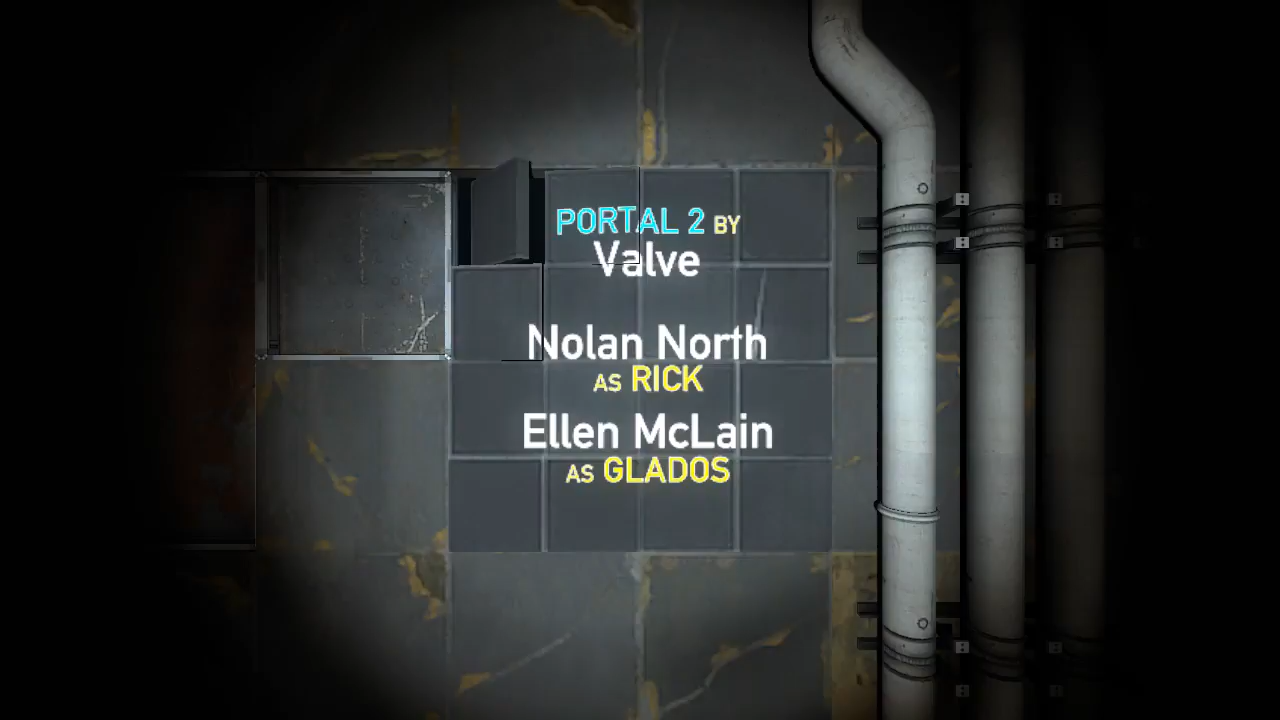 PORTAL 2 BY
Valve
Nolan North
AS RICK
Ellen McLain
AS GLADOS